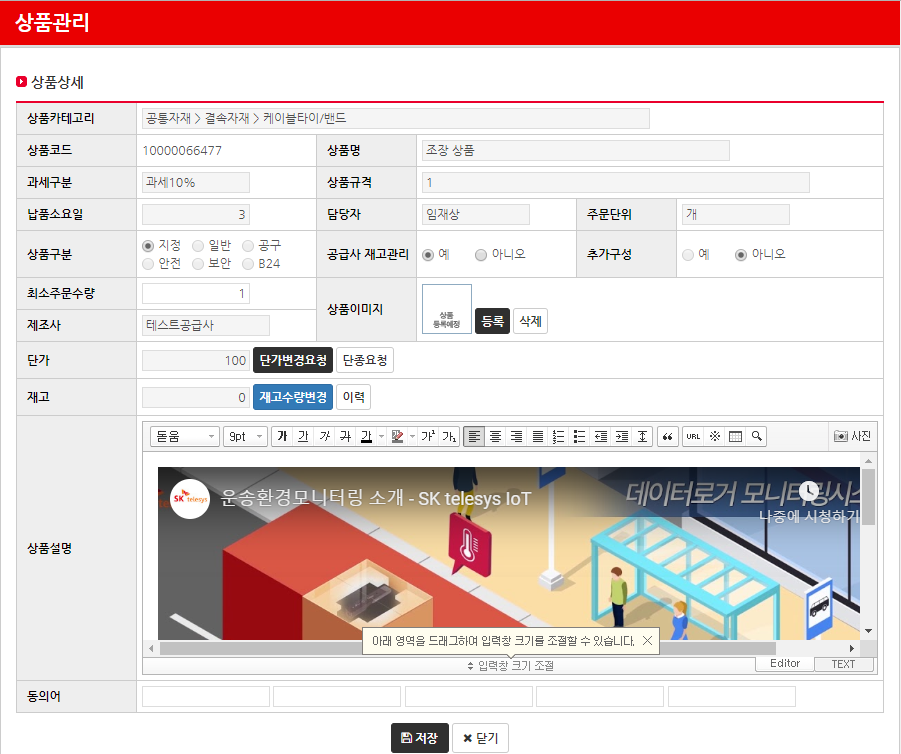 상품관리
상품상세
상품카테고리 공통자재 > 결속자재 > 케이블타이/밴드
상품코드 10000066477 상품명 조장 상품
과세구분 과세10% 상품규격 1
납품소요일 3 담당자 임재상 주문단위 개
상품구분 지정 일반 공구 공급사 재고관리 예 아니오 추가구성 예 아니오
안전 보안 B24
최소주문수량 1 상품이미지 상품
등록예정 등록 삭제
제조사 테스트공급사
단가 100 단가변경요청 단종요청
재고 0 재고수량변경 이력
돋움 9pt 가 가 가 가 가 가² 가₂ “ URL ※ 사진
상품설명
SK telesys 운송환경모니터링 소개 - SK telesys IoT 데이터로거 모니터링시스
나중에 시청하기
아래 영역을 드래그하여 입력창 크기를 조절할 수 있습니다.
입력창 크기 조절 Editor TEXT
동의어
저장 닫기